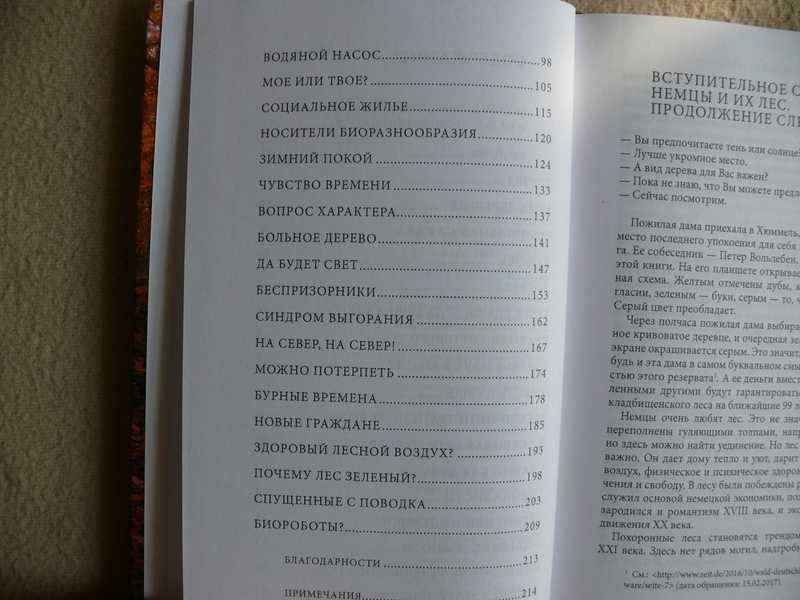 ВОДЯНОЙ НАСОС 98
МОЕ ИЛИ ТВОЕ? 105
СОЦИАЛЬНОЕ ЖИЛЬЕ 115
НОСИТЕЛИ БИОРАЗНООБРАЗИЯ 120
ЗИМНИЙ ПОКОЙ 124
ЧУВСТВО ВРЕМЕНИ 133
ВОПРОС ХАРАКТЕРА 137
БОЛЬНОЕ ДЕРЕВО 141
ДА БУДЕТ СВЕТ 147
БЕСПРИЗОРНИКИ 153
СИНДРОМ ВЫГОРАНИЯ 162
НА СЕВЕР, НА СЕВЕР! 167
МОЖНО ПОТЕРПЕТЬ 174
БУРНЫЕ ВРЕМЕНА 178
НОВЫЕ ГРАЖДАНЕ 185
ЗДОРОВЫЙ ЛЕСНОЙ ВОЗДУХ? 193
ПОЧЕМУ ЛЕС ЗЕЛЕНЫЙ? 198
СПУЩЕННЫЕ С ПОВОДКА 203
БИОРОБОТЫ? 209
БЛАГОДАРНОСТИ 213
ПРИМЕЧАНИЯ 214
ВСТУПИТЕЛЬНОЕ С
НЕМЦЫ И ИХ ЛЕС.
ПРОДОЛЖЕНИЕ СЛЕ
— Вы предпочитаете тень или солнце?
— Лучше укромное место.
— А вид дерева для Вас важен?
— Пока не знаю, что Вы можете предл
— Сейчас посмотрим.
Пожилая дама приехала в Хюммель,
место последнего упокоения для себя
га. Ее собеседник — Петер Вольлебен,
этой книги. На его планшете открывае
ная схема. Желтым отмечены дубы, к
гласии, зеленым — буки, серым — то, ч
Серый цвет преобладает.
Через полчаса пожилая дама выбира
ное кривоватое деревце, и очередная зе
экране окрашивается серым. Это значит,
будь и эта дама в самом буквальном смы
стью этого резервата¹. А ее деньги вмест
ленными другими будут гарантировать
кладбищенского леса на ближайшие 99 л
Немцы очень любят лес. Это не знач
переполнены гуляющими толпами, напр
но здесь можно найти уединение. Но лес
важно. Он дает дому тепло и уют, дарит
воздух, физическое и психическое здоров
чения и свободу. В лесу были побеждены р
служил основой немецкой экономики, под
зародился и романтизм XVIII века, и эко
движения XX века.
Похоронные леса становятся трендом
XXI века. Здесь нет рядов могил, надгробн
¹ См.: <http://www.zeit.de/2016/10/wald-deutschl
ware/seite-7> (дата обращения: 15.02.2017).